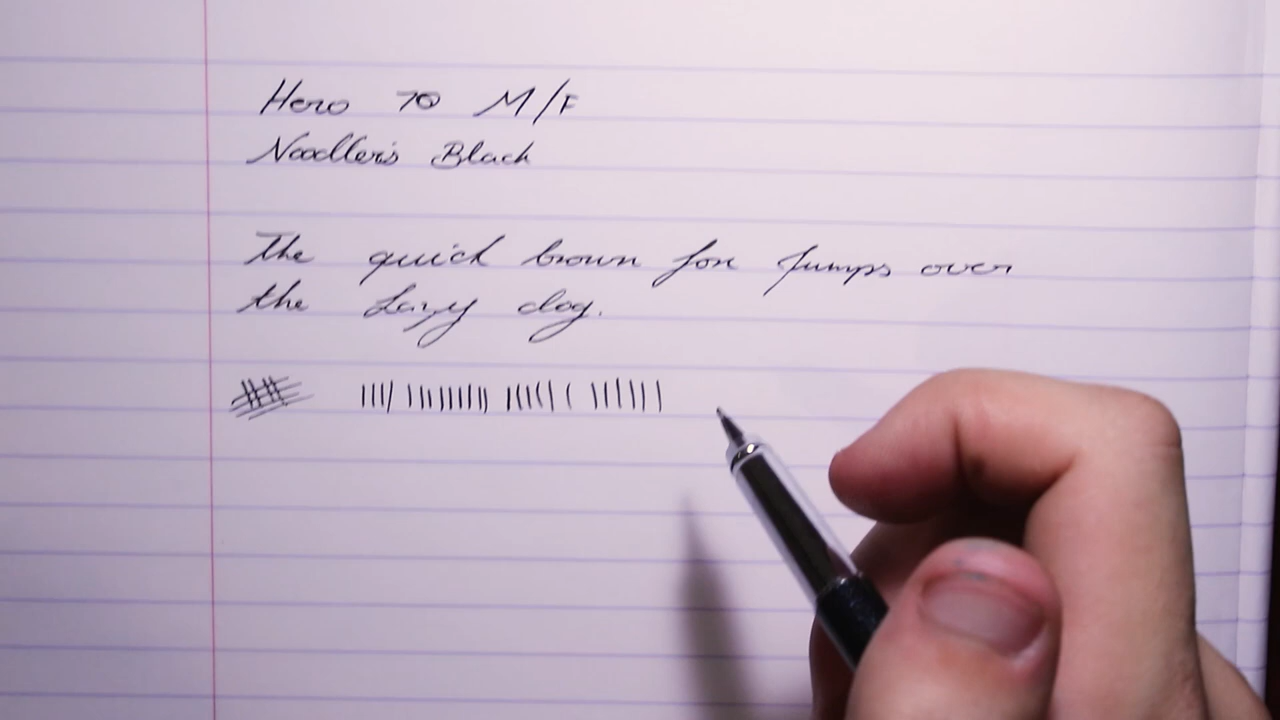 Hero 70 M/F
Noodler's Black
The quick brown fox jumps over
the lazy dog.